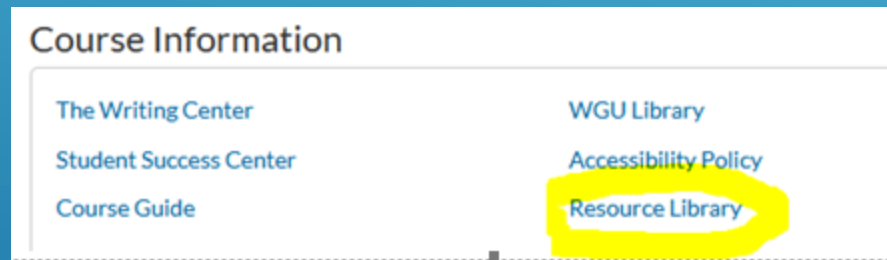 Course Information
The Writing Center
WGU Library
Student Success Center
Accessibility Policy
Course Guide
Resource Library